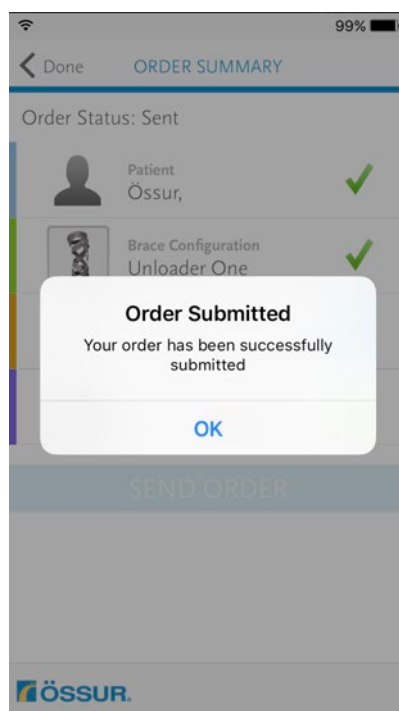 99%
Done
ORDER SUMMARY
Order Status: Sent
Patient
Össur,
Brace Configuration
Unloader One
Order Submitted
Your order has been successfully
submitted
OK
SEND ORDER
ÖSSUR.